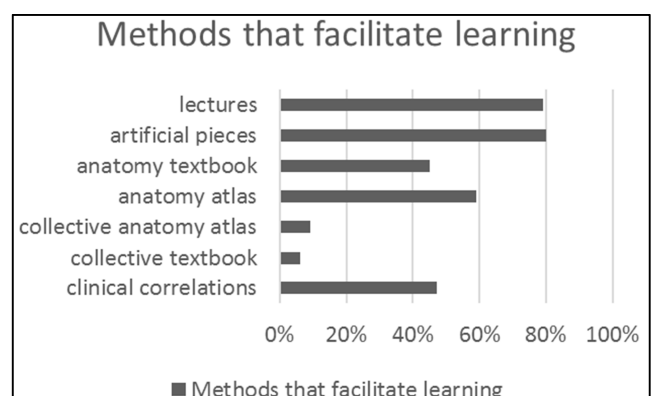 Methods that facilitate learning
lectures
artificial pieces
anatomy textbook
anatomy atlas
collective anatomy atlas
collective textbook
clinical correlations
0% 20% 40% 60% 80% 100%
Methods that facilitate learning